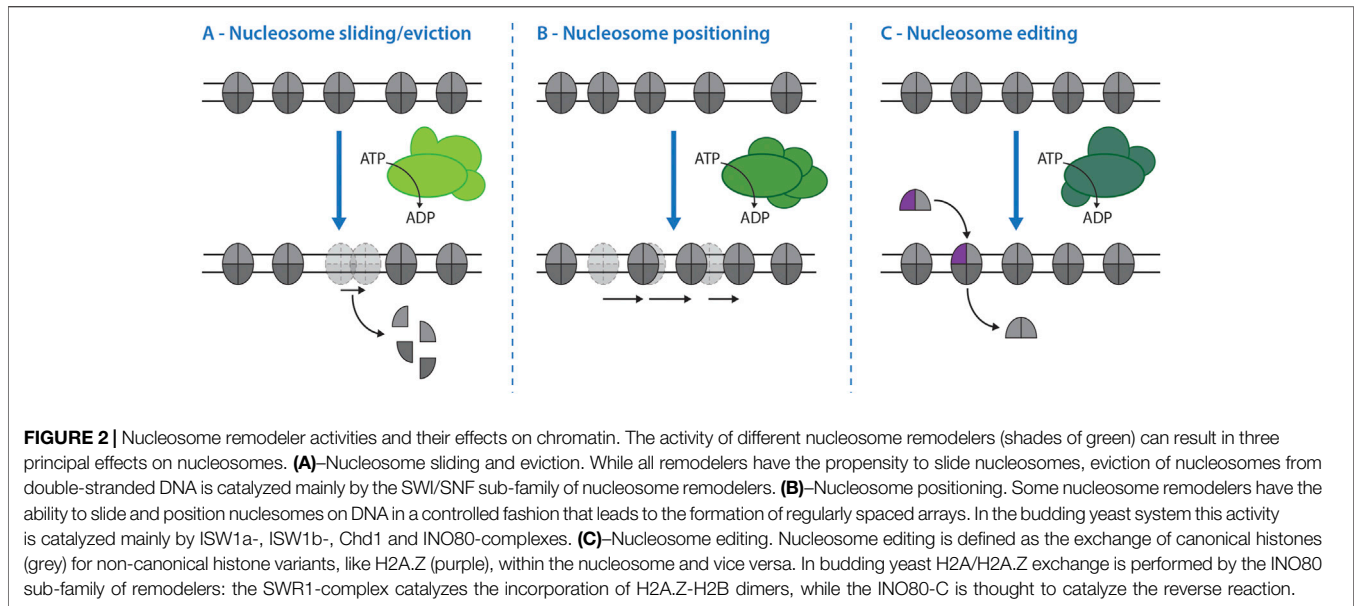 A - Nucleosome sliding/eviction
B - Nucleosome positioning
C - Nucleosome editing
ATP
ADP
ATP
ADP
ATP
ADP
FIGURE 2 | Nucleosome remodeler activities and their effects on chromatin. The activity of different nucleosome remodelers (shades of green) can result in three
principal effects on nucleosomes. (A)–Nucleosome sliding and eviction. While all remodelers have the propensity to slide nucleosomes, eviction of nucleosomes from
double-stranded DNA is catalyzed mainly by the SWI/SNF sub-family of nucleosome remodelers. (B)–Nucleosome positioning. Some nucleosome remodelers have the
ability to slide and position nuclesomes on DNA in a controlled fashion that leads to the formation of regularly spaced arrays. In the budding yeast system this activity
is catalyzed mainly by ISW1a-, ISW1b-, Chd1 and INO80-complexes. (C)–Nucleosome editing. Nucleosome editing is defined as the exchange of canonical histones
(grey) for non-canonical histone variants, like H2A.Z (purple), within the nucleosome and vice versa. In budding yeast H2A/H2A.Z exchange is performed by the INO80
sub-family of remodelers: the SWR1-complex catalyzes the incorporation of H2A.Z-H2B dimers, while the INO80-C is thought to catalyze the reverse reaction.